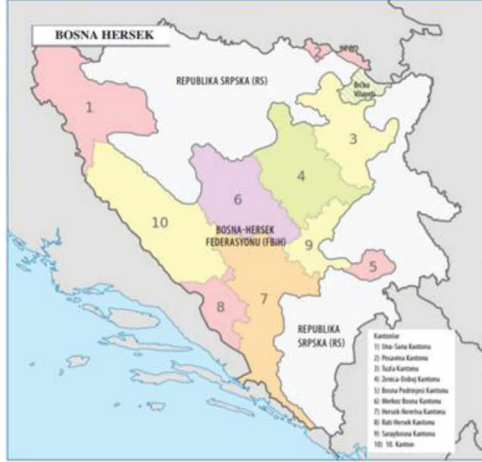 BOSNA HERSEK
REPUBLIKA SRPSKA (RS)
2
Brčko
Vilayeti
1
3
4
6
10
BOSNA-HERSEK
FEDERASYONU (FBiH)
9
5
8
7
REPUBLIKA
SRPSKA (RS)
Kantonlar
1) Una-Sana Kantonu
2) Posavina Kantonu
3) Tuzla Kantonu
4) Zenica-Doboj Kantonu
5) Bosna Podrinjesi Kantonu
6) Merkez Bosna Kantonu
7) Hersek-Neretva Kantonu
8) Batı Hersek Kantonu
9) Saraybosna Kantonu
10) 10. Kanton